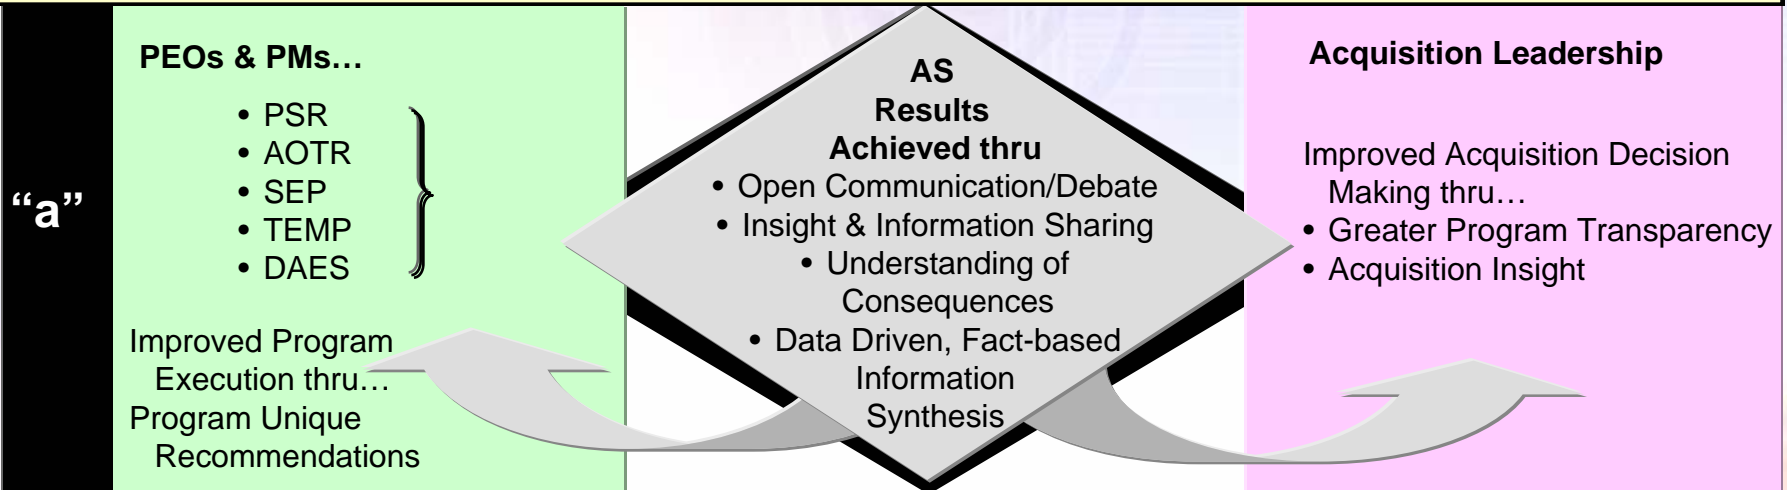 “a”
PEOs & PMs…
• PSR
• AOTR
• SEP
• TEMP
• DAES
Improved Program
Execution thru…
Program Unique
Recommendations
AS
Results
Achieved thru
• Open Communication/Debate
• Insight & Information Sharing
• Understanding of
Consequences
• Data Driven, Fact-based
Information
Synthesis
Acquisition Leadership
Improved Acquisition Decision
Making thru…
• Greater Program Transparency
• Acquisition Insight